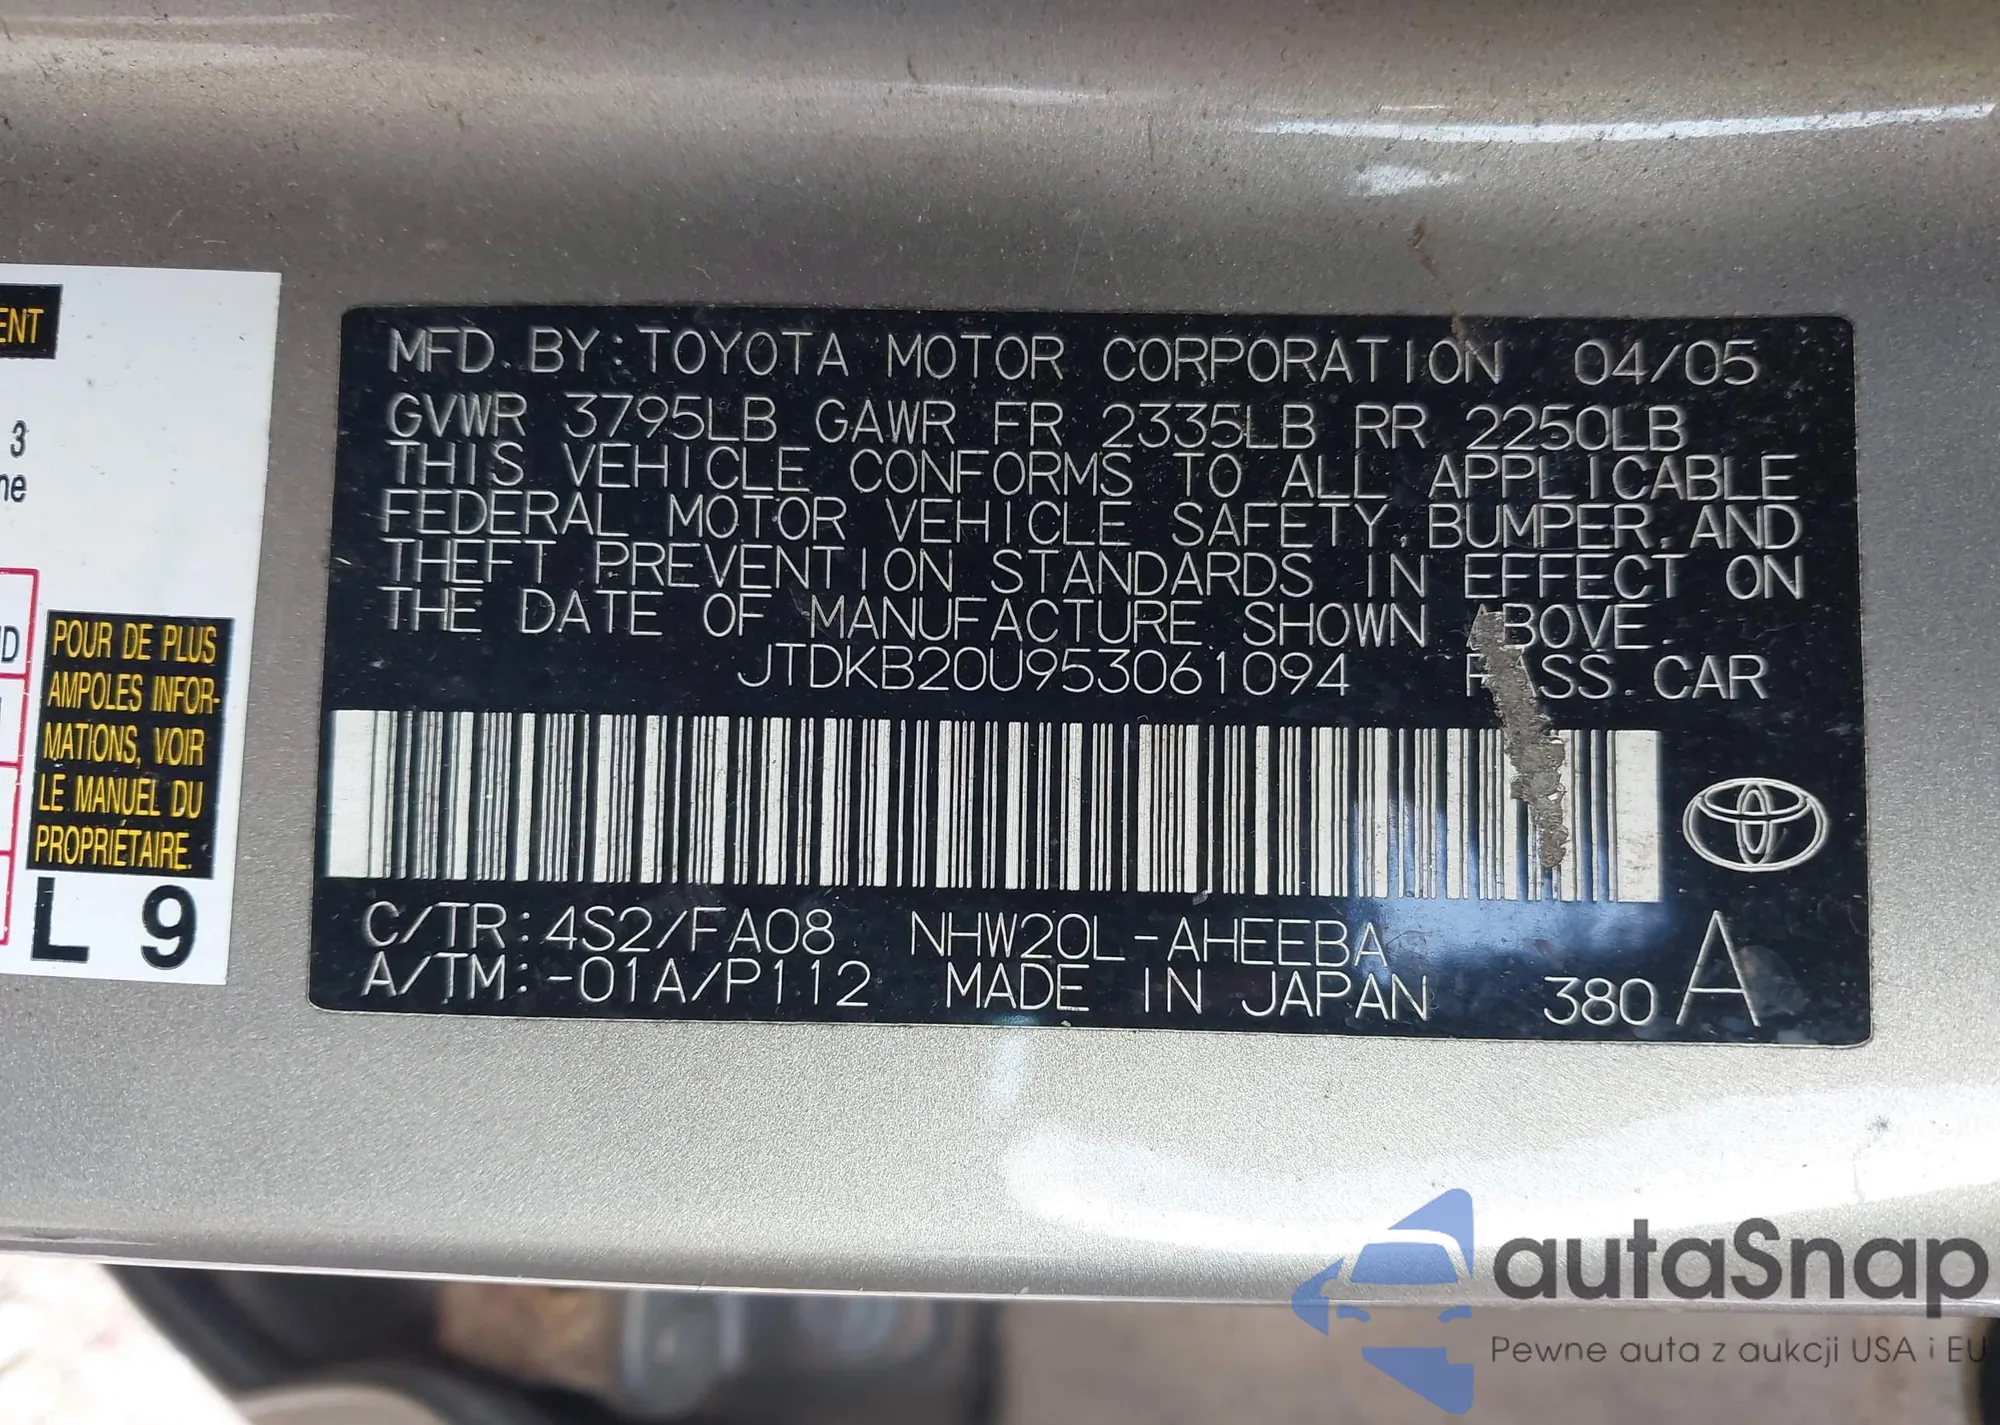 ENT
3
ne
D
POUR DE PLUS
AMPLES INFOR-
MATIONS, VOIR
LE MANUEL DU
PROPRIÉTAIRE.
L 9
MFD. BY: TOYOTA MOTOR CORPORATION 04/05
GVWR 3795LB GAWR FR 2335LB RR 2250LB
THIS VEHICLE CONFORMS TO ALL APPLICABLE
FEDERAL MOTOR VEHICLE SAFETY, BUMPER, AND
THEFT PREVENTION STANDARDS IN EFFECT ON
THE DATE OF MANUFACTURE SHOWN ABOVE.
JTDKB20U953061094 PASS. CAR
C/TR: 4S2/FA08 NHW20L-AHEEBA
A/TM: -01A/P112 MADE IN JAPAN 380 A
autaSnap
Pewne auta z aukcji USA i EU